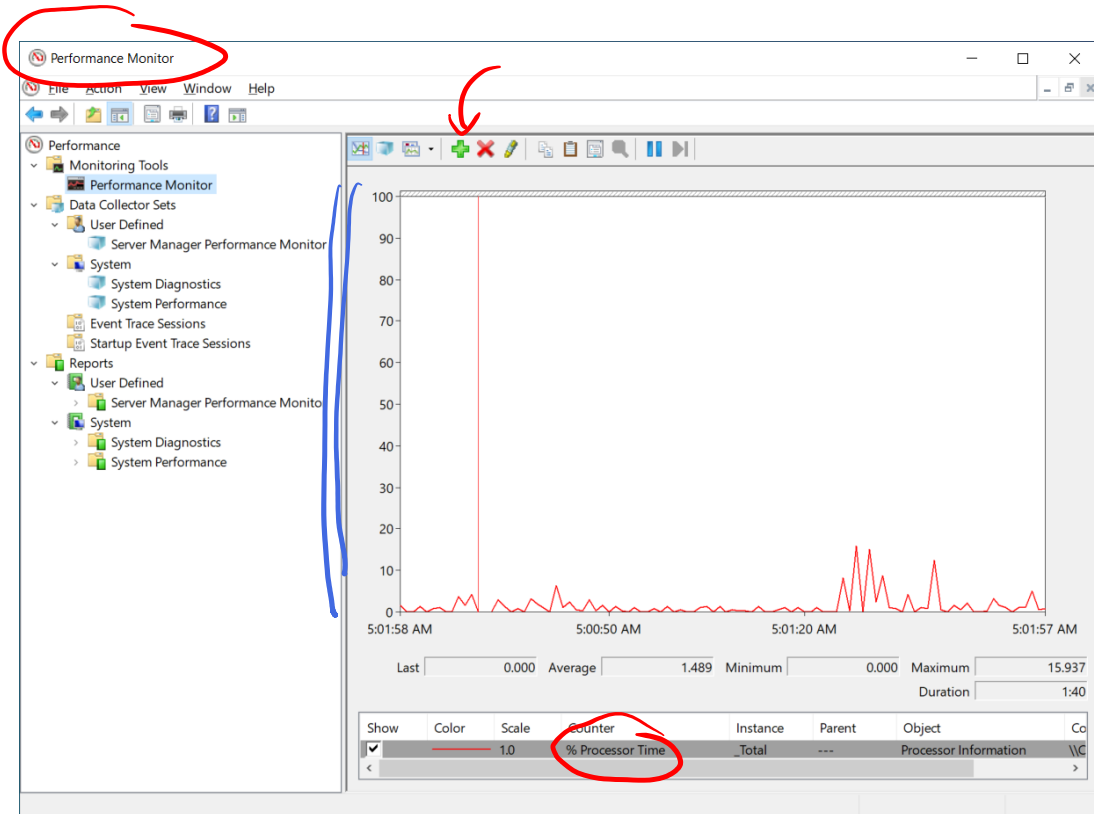 Performance Monitor
File Action View Window Help
Performance
Monitoring Tools
Performance Monitor
Data Collector Sets
User Defined
Server Manager Performance Monitor
System
System Diagnostics
System Performance
Event Trace Sessions
Startup Event Trace Sessions
Reports
User Defined
Server Manager Performance Monito
System
System Diagnostics
System Performance
100
90
80
70
60
50
40
30
20
10
0
5:01:58 AM 5:00:50 AM 5:01:20 AM 5:01:57 AM
Last 0.000 Average 1.489 Minimum 0.000 Maximum 15.937
Duration 1:40
Show Color Scale Counter Instance Parent Object Co
1.0 % Processor Time _Total --- Processor Information \\C